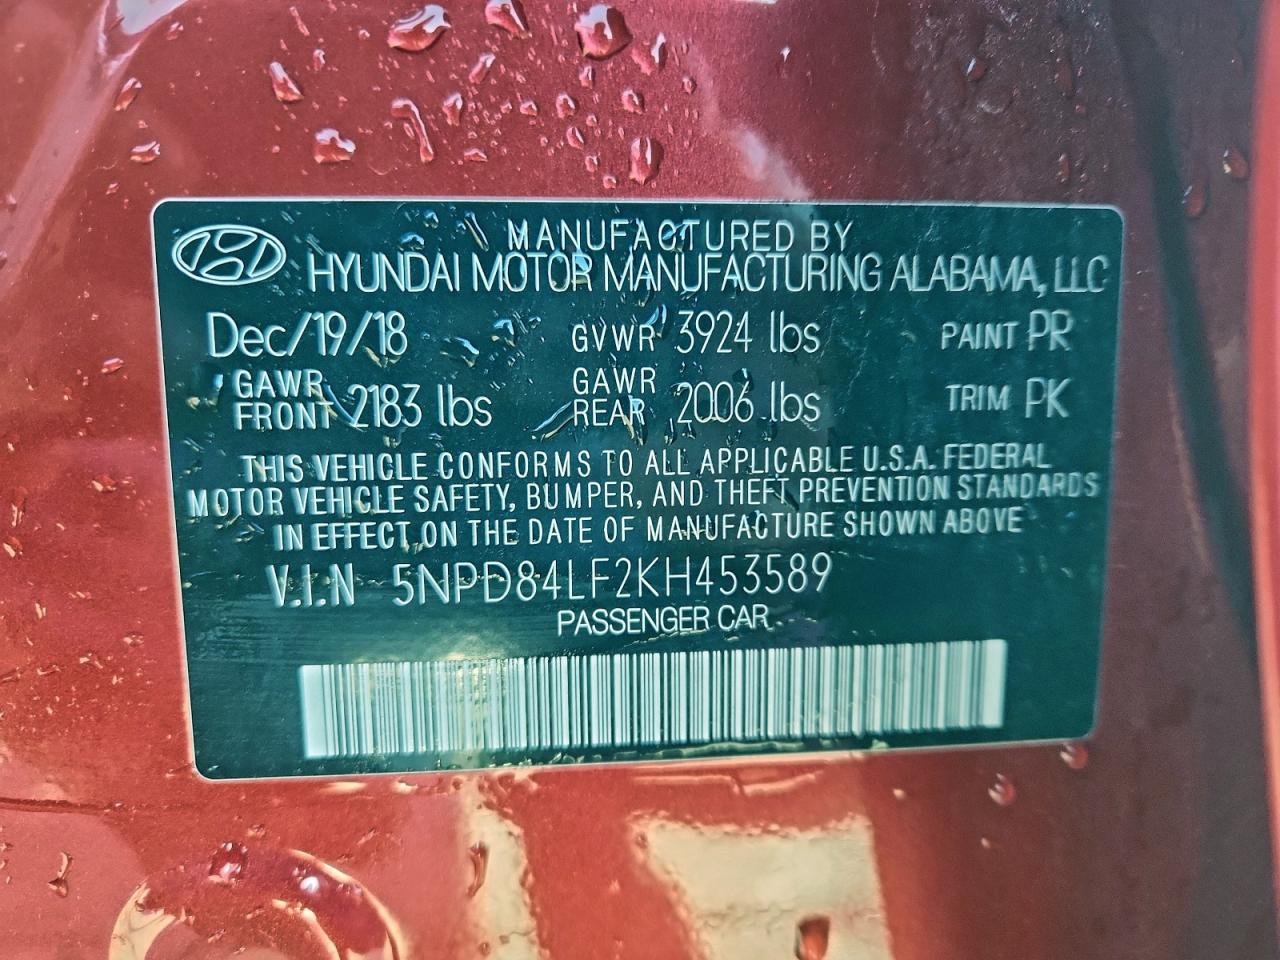 MANUFACTURED BY
HYUNDAI MOTOR MANUFACTURING ALABAMA, LLC
Dec/19/18 GVWR 3924 lbs PAINT PR
GAWR FRONT 2183 lbs GAWR REAR 2006 lbs TRIM PK
THIS VEHICLE CONFORMS TO ALL APPLICABLE U.S.A. FEDERAL
MOTOR VEHICLE SAFETY, BUMPER, AND THEFT PREVENTION STANDARDS
IN EFFECT ON THE DATE OF MANUFACTURE SHOWN ABOVE
V.I.N 5NPD84LF2KH453589
PASSENGER CAR